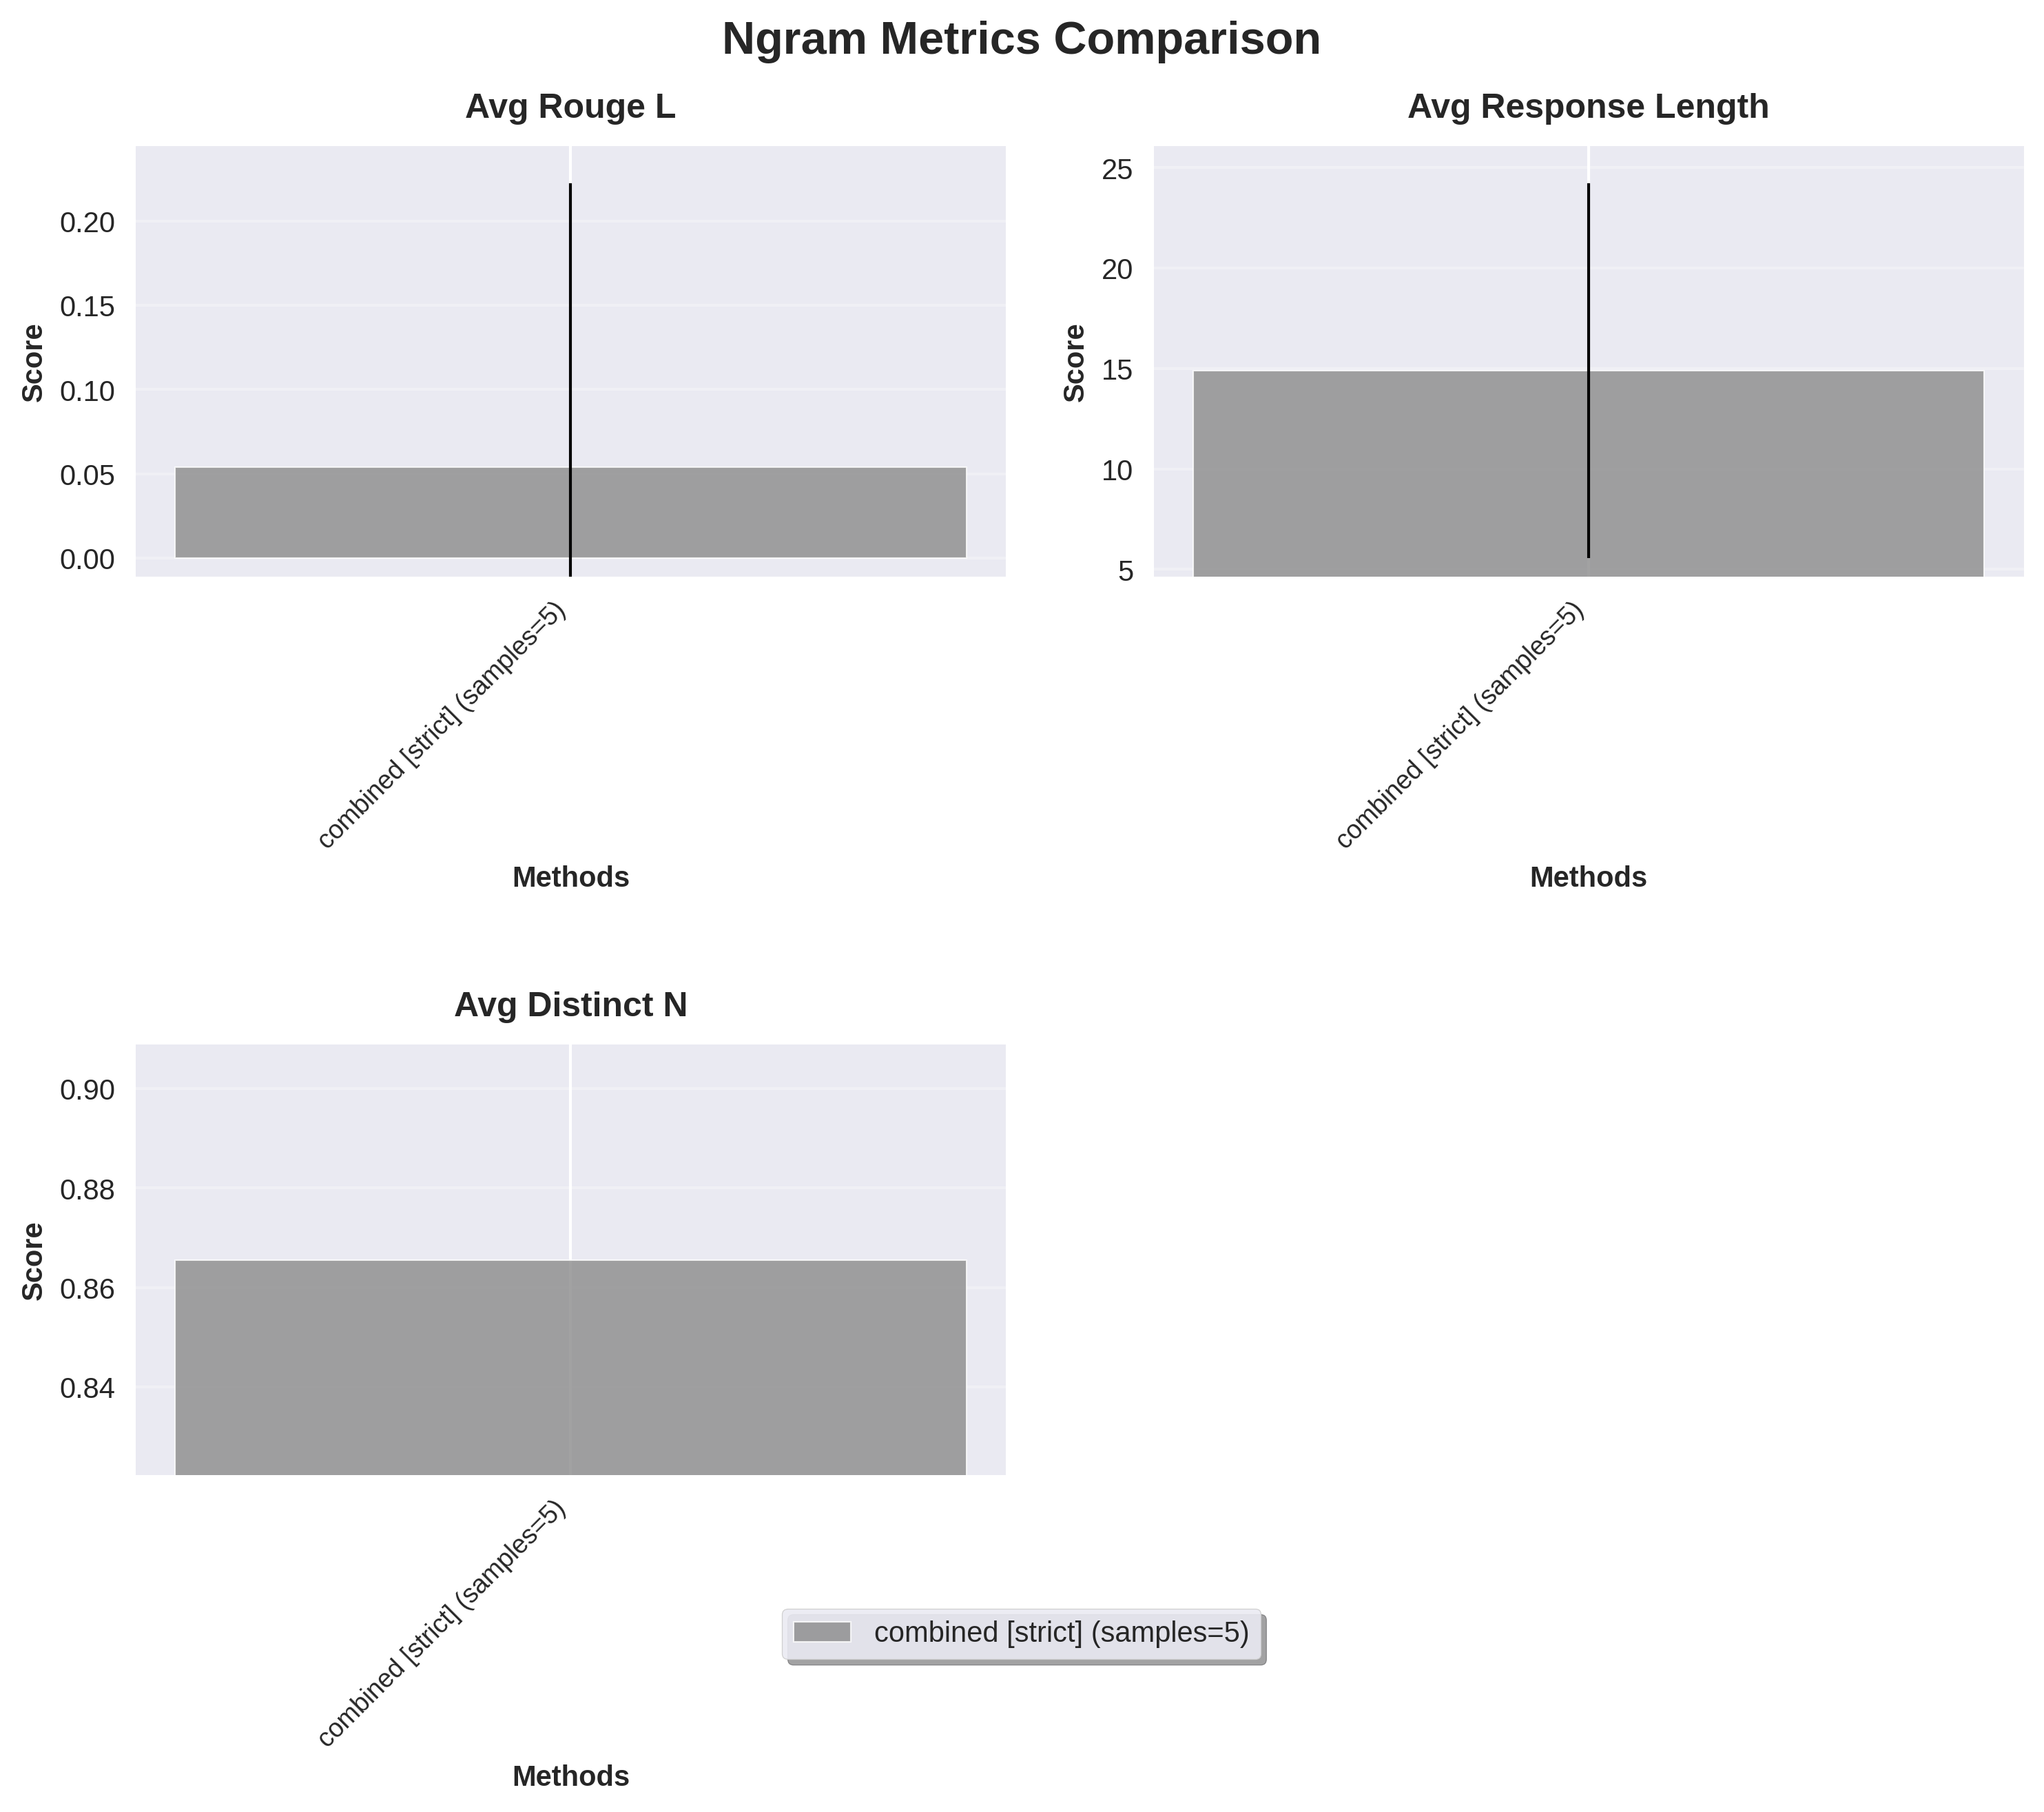 Ngram Metrics Comparison
Avg Rouge L
Score
0.20
0.15
0.10
0.05
0.00
combined [strict] (samples=5)
Methods
Avg Response Length
Score
25
20
15
10
5
combined [strict] (samples=5)
Methods
Avg Distinct N
Score
0.90
0.88
0.86
0.84
combined [strict] (samples=5)
Methods
combined [strict] (samples=5)